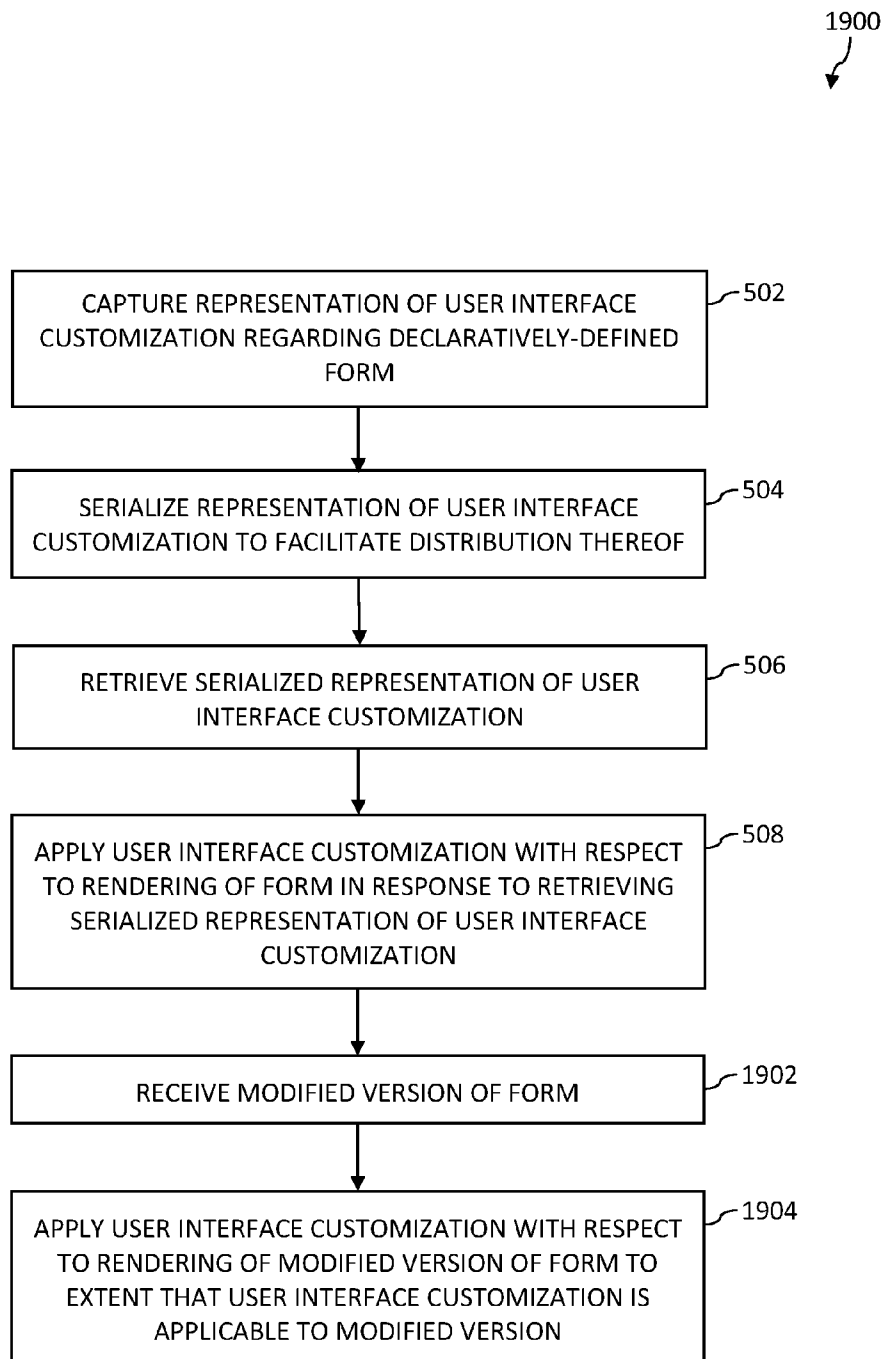 1900
CAPTURE REPRESENTATION OF USER INTERFACE
CUSTOMIZATION REGARDING DECLARATIVELY-DEFINED
FORM
502
SERIALIZE REPRESENTATION OF USER INTERFACE
CUSTOMIZATION TO FACILITATE DISTRIBUTION THEREOF
504
RETRIEVE SERIALIZED REPRESENTATION OF USER
INTERFACE CUSTOMIZATION
506
APPLY USER INTERFACE CUSTOMIZATION WITH RESPECT
TO RENDERING OF FORM IN RESPONSE TO RETRIEVING
SERIALIZED REPRESENTATION OF USER INTERFACE
CUSTOMIZATION
508
RECEIVE MODIFIED VERSION OF FORM
1902
APPLY USER INTERFACE CUSTOMIZATION WITH RESPECT
TO RENDERING OF MODIFIED VERSION OF FORM TO
EXTENT THAT USER INTERFACE CUSTOMIZATION IS
APPLICABLE TO MODIFIED VERSION
1904